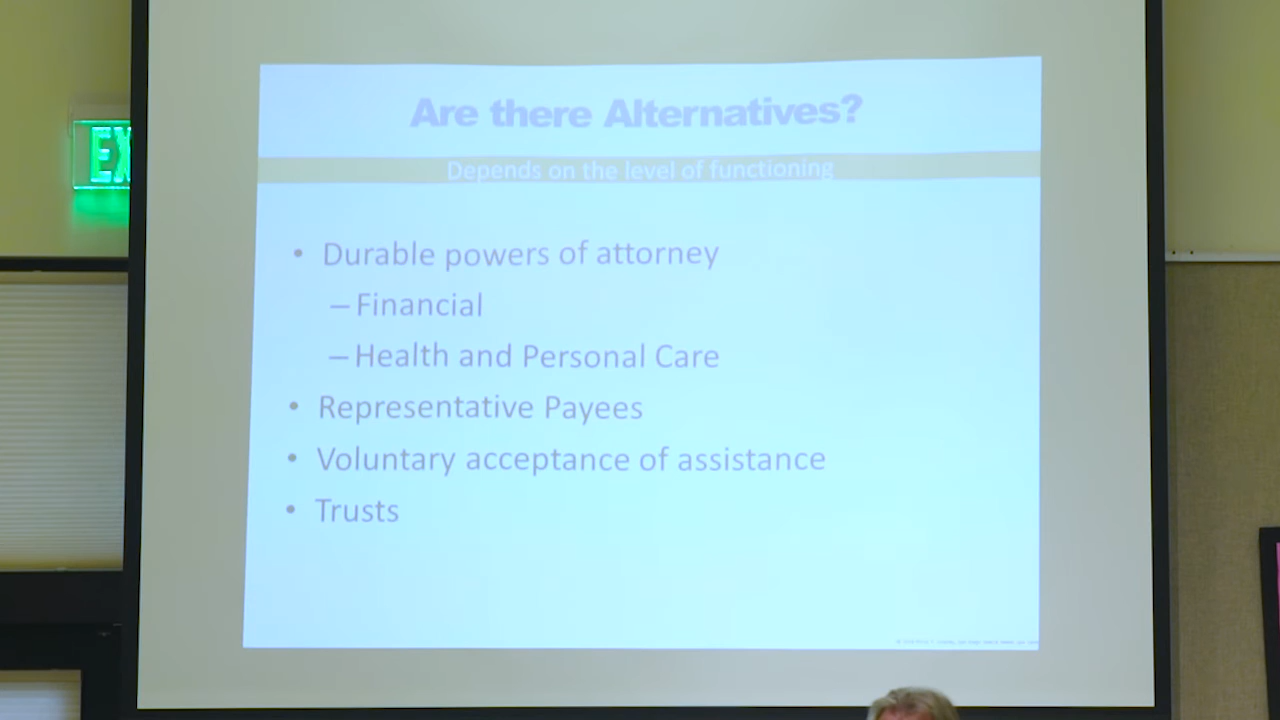 Are there Alternatives?
EX
Depends on the level of functioning
• Durable powers of attorney
– Financial
– Health and Personal Care
• Representative Payees
• Voluntary acceptance of assistance
• Trusts